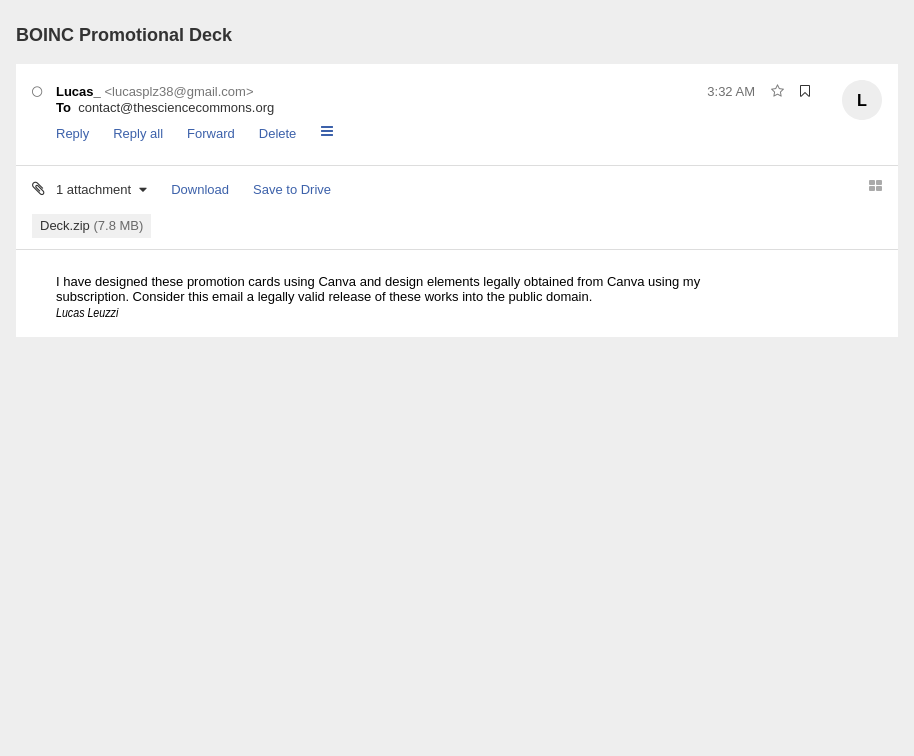 BOINC Promotional Deck
Lucas_ <lucasplz38@gmail.com>
3:32 AM
L
To contact@thesciencecommons.org
Reply Reply all Forward Delete
1 attachment Download Save to Drive
Deck.zip (7.8 MB)
I have designed these promotion cards using Canva and design elements legally obtained from Canva using my
subscription. Consider this email a legally valid release of these works into the public domain.
Lucas Leuzzi